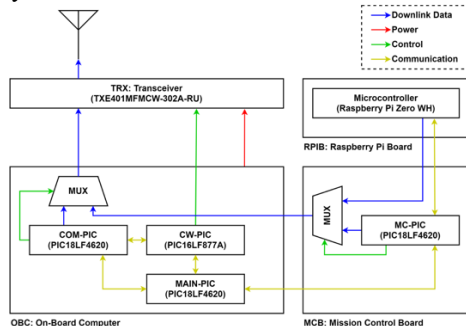 Downlink Data
Power
Control
Communication
TRX: Transceiver
(TXE401MFMCW-302A-RU)
Microcontroller
(Raspberry Pi Zero WH)
RPIB: Raspberry Pi Board
MUX
COM-PIC
(PIC18LF4620)
CW-PIC
(PIC16LF877A)
MAIN-PIC
(PIC18LF4620)
OBC: On-Board Computer
MUX
MC-PIC
(PIC18LF4620)
MCB: Mission Control Board